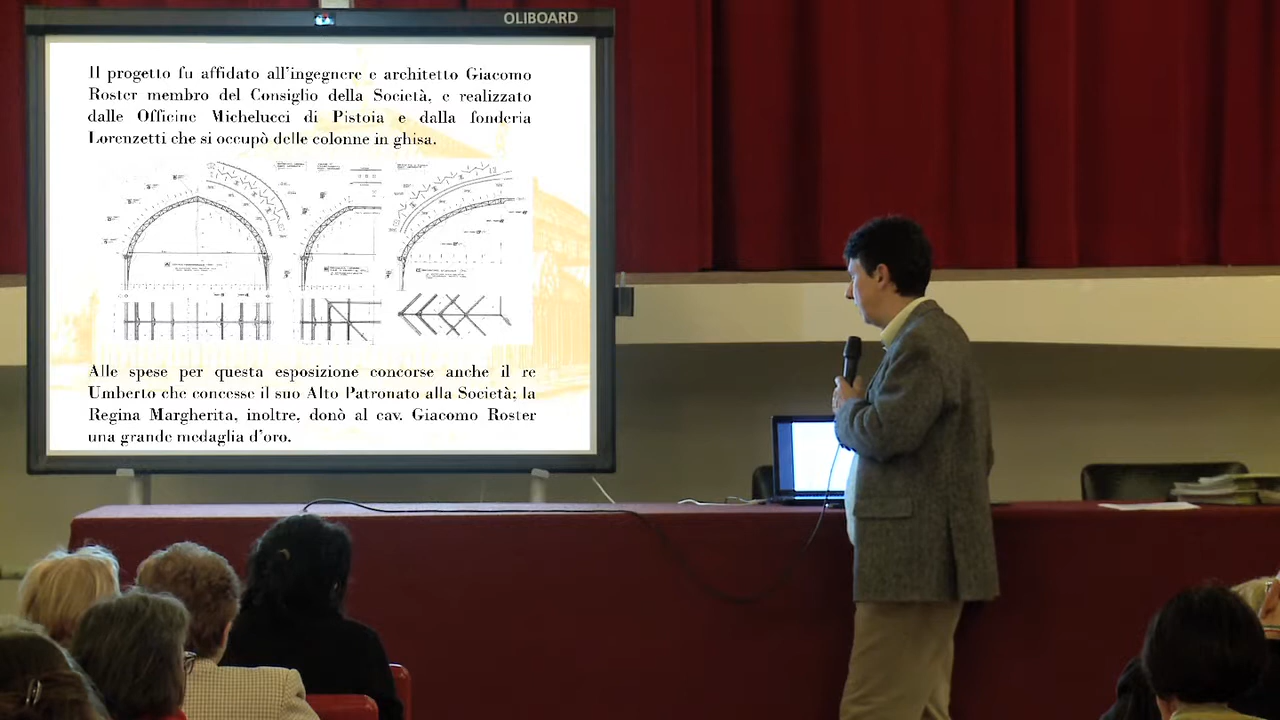 OLIBOARD
Il progetto fu affidato all'ingegnere e architetto Giacomo
Roster membro del Consiglio della Società, e realizzato
dalle Officine Michelucci di Pistoia e dalla fonderia
Lorenzetti che si occupò delle colonne in ghisa.
Alle spese per questa esposizione concorse anche il re
Umberto che concesse il suo Alto Patronato alla Società; la
Regina Margherita, inoltre, donò al cav. Giacomo Roster
una grande medaglia d'oro.